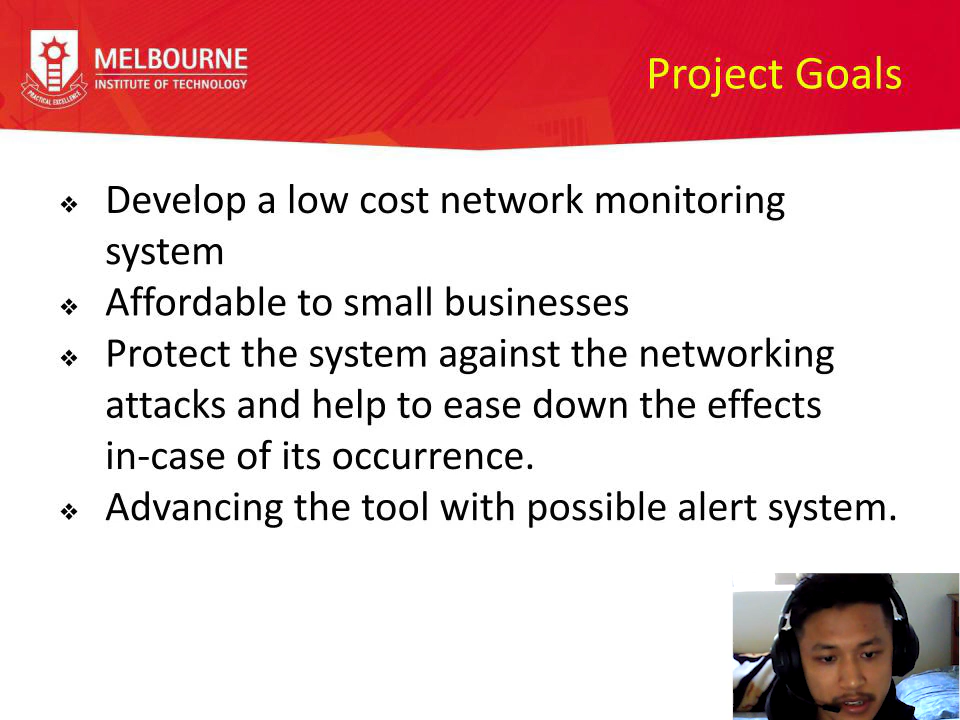 MELBOURNE
INSTITUTE OF TECHNOLOGY
PRACTICAL EXCELLENCE
Project Goals
❖ Develop a low cost network monitoring
system
❖ Affordable to small businesses
❖ Protect the system against the networking
attacks and help to ease down the effects
in-case of its occurrence.
❖ Advancing the tool with possible alert system.